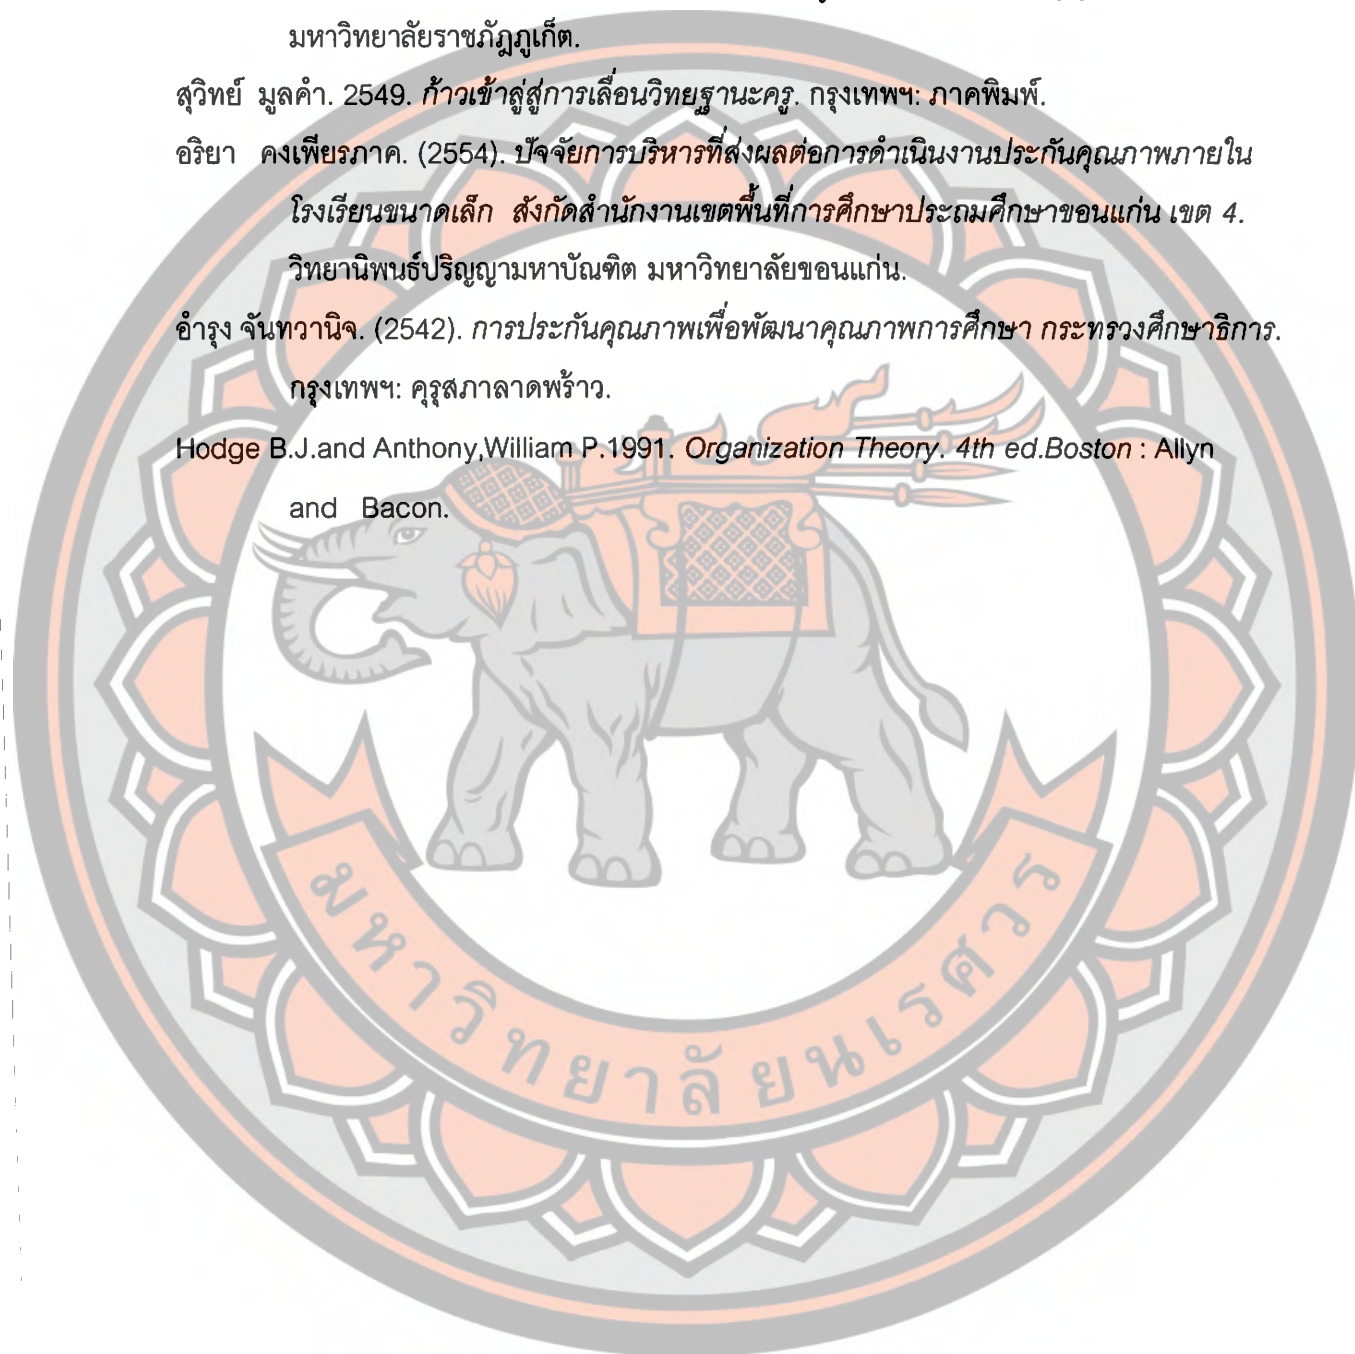 มหาวิทยาลัยราชภัฏภูเก็ต.
สุวิทย์ มูลคำ. 2549. ก้าวเข้าสู่สู่การเลื่อนวิทยฐานะครู. กรุงเทพฯ: ภาคพิมพ์.
อริยา คงเพียรภาค. (2554). ปัจจัยการบริหารที่ส่งผลต่อการดำเนินงานประกันคุณภาพภายใน
โรงเรียนขนาดเล็ก สังกัดสำนักงานเขตพื้นที่การศึกษาประถมศึกษาขอนแก่น เขต 4.
วิทยานิพนธ์ปริญญามหาบัณฑิต มหาวิทยาลัยขอนแก่น.
อำรุง จันทวานิจ. (2542). การประกันคุณภาพเพื่อพัฒนาคุณภาพการศึกษา กระทรวงศึกษาธิการ.
กรุงเทพฯ: คุรุสภาลาดพร้าว.
Hodge B.J.and Anthony,William P.1991. Organization Theory. 4th ed.Boston : Allyn
and Bacon.
มหาวิทยาลัยนเรศวร